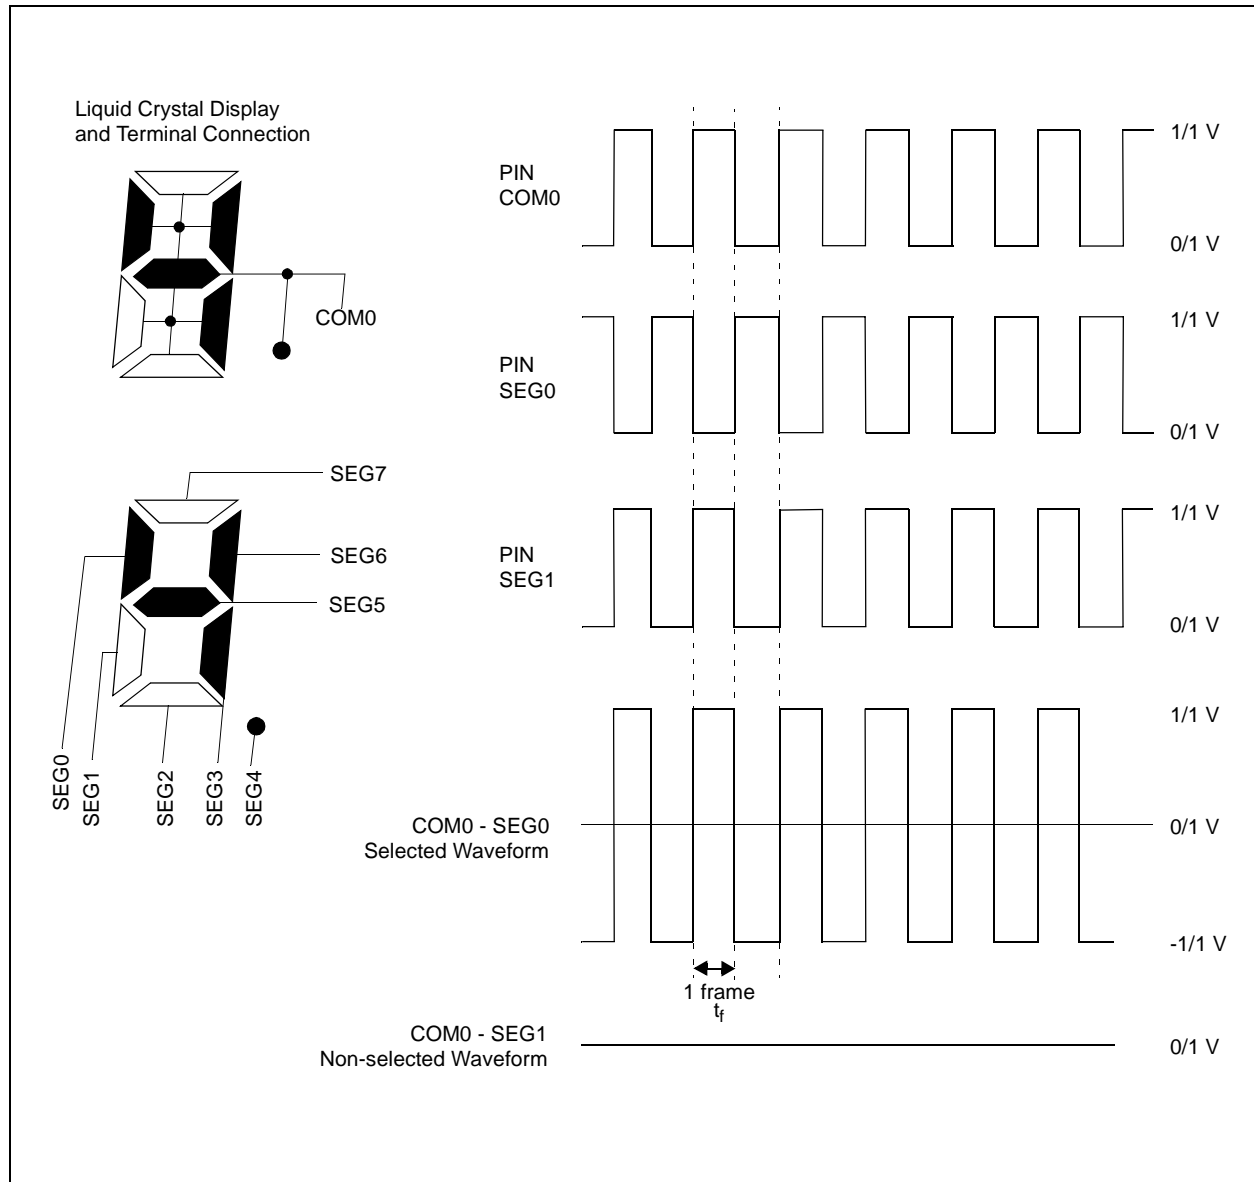 Liquid Crystal Display
and Terminal Connection
COM0
SEG7
SEG6
SEG5
SEG0
SEG1
SEG2
SEG3
SEG4
PIN
COM0
1/1 V
0/1 V
PIN
SEG0
1/1 V
0/1 V
PIN
SEG1
1/1 V
0/1 V
COM0 - SEG0
Selected Waveform
1/1 V
0/1 V
-1/1 V
1 frame
tf
COM0 - SEG1
Non-selected Waveform
0/1 V